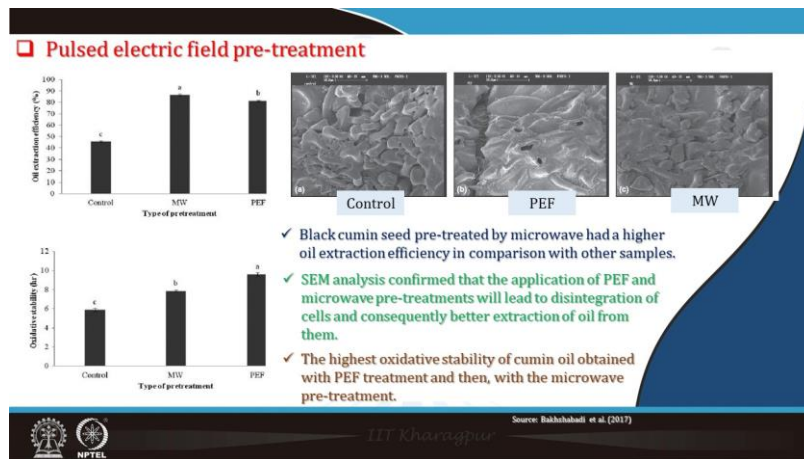 Pulsed electric field pre-treatment
Oil extraction efficiency (%)
100
90
80
70
60
50
40
30
20
10
0
c
a
b
Control
MW
PEF
Type of pretreatment
control
(a)
(b)
(c)
Control
PEF
MW
Oxidative stability (hr)
12
10
8
6
4
2
0
c
b
a
Control
MW
PEF
Type of pretreatment
✓ Black cumin seed pre-treated by microwave had a higher
oil extraction efficiency in comparison with other samples.
✓ SEM analysis confirmed that the application of PEF and
microwave pre-treatments will lead to disintegration of
cells and consequently better extraction of oil from
them.
✓ The highest oxidative stability of cumin oil obtained
with PEF treatment and then, with the microwave
pre-treatment.
Source: Bakhshabadi et al. (2017)
IIT Kharagpur
NPTEL